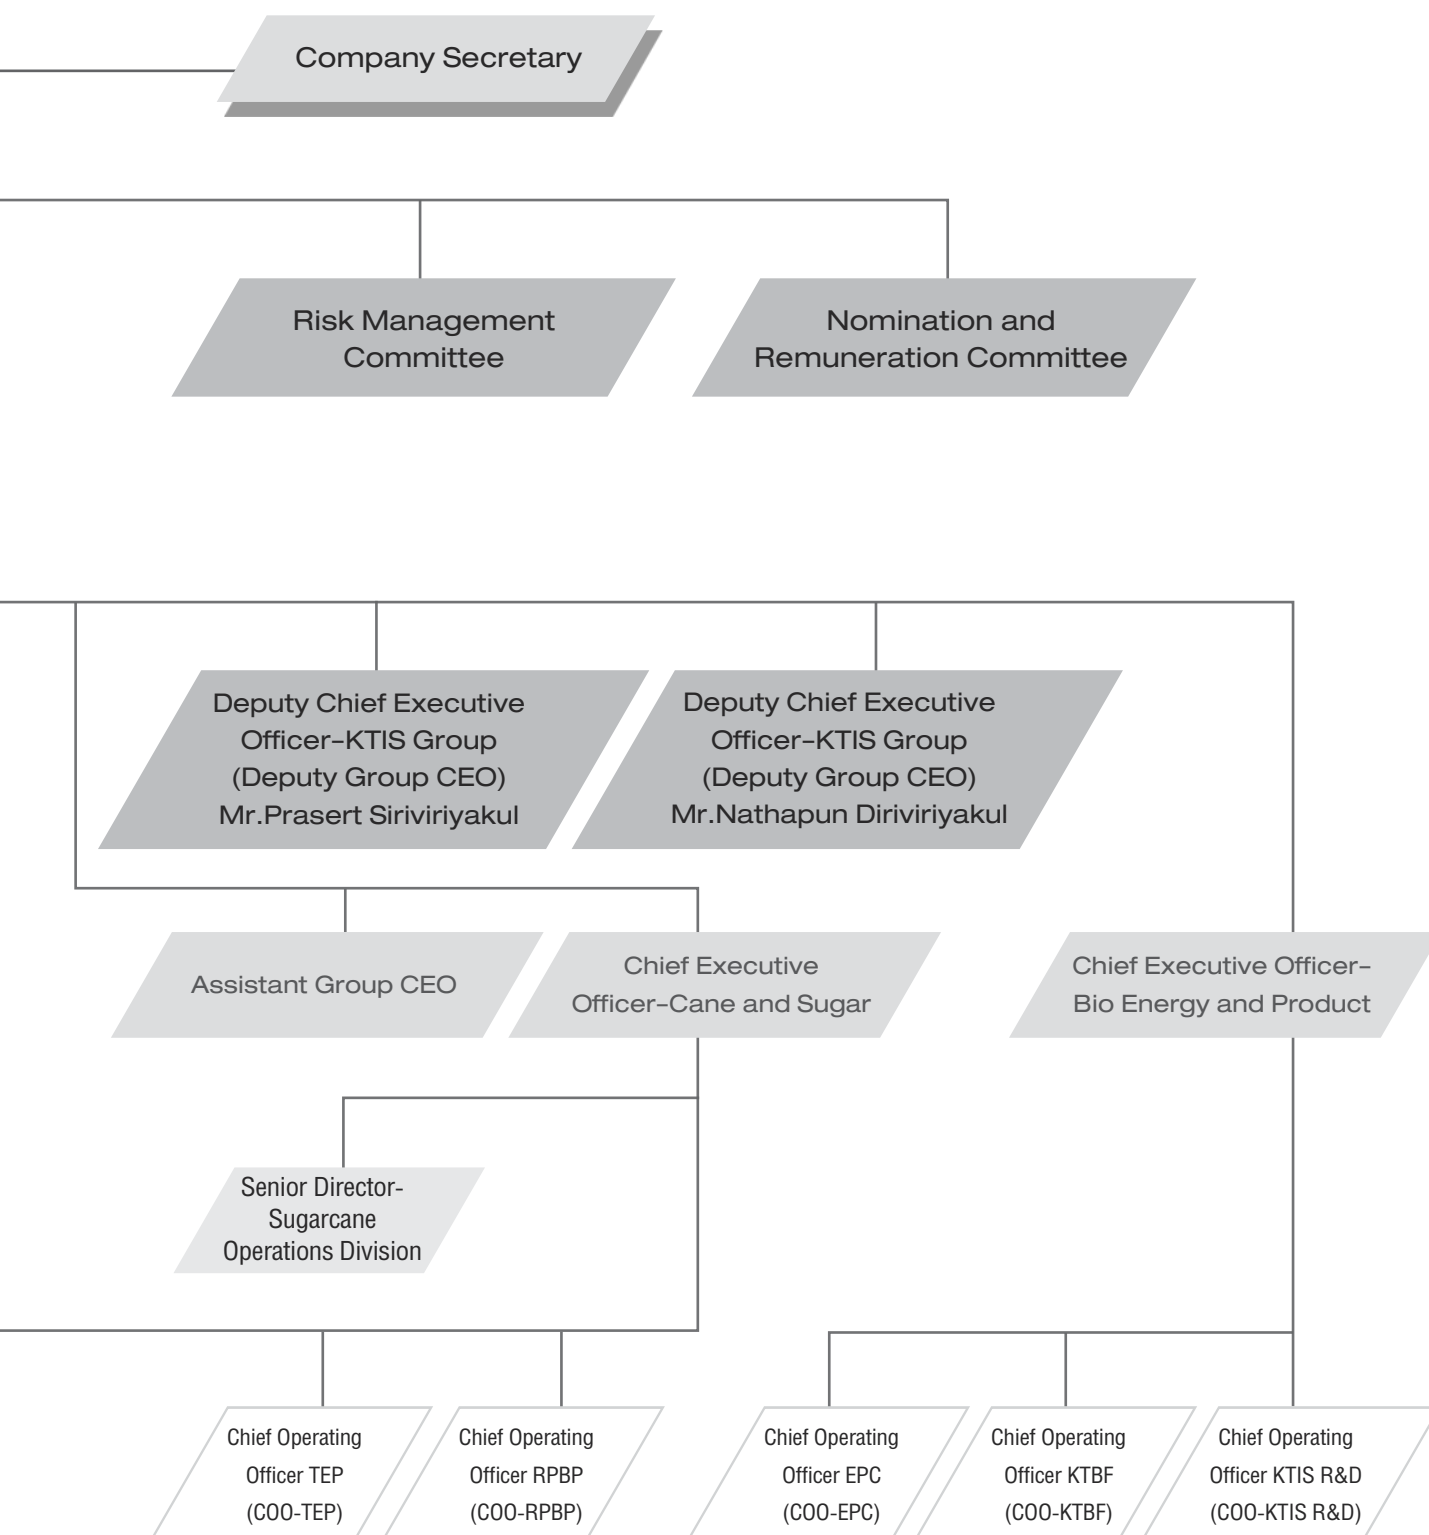 Company Secretary
Risk Management
Committee
Nomination and
Remuneration Committee
Deputy Chief Executive
Officer-KTIS Group
(Deputy Group CEO)
Mr.Prasert Siriviriyakul
Deputy Chief Executive
Officer-KTIS Group
(Deputy Group CEO)
Mr.Nathapun Diriviriyakul
Assistant Group CEO
Chief Executive
Officer-Cane and Sugar
Chief Executive Officer-
Bio Energy and Product
Senior Director-
Sugarcane
Operations Division
Chief Operating
Officer TEP
(COO-TEP)
Chief Operating
Officer RPBP
(COO-RPBP)
Chief Operating
Officer EPC
(COO-EPC)
Chief Operating
Officer KTBF
(COO-KTBF)
Chief Operating
Officer KTIS R&D
(COO-KTIS R&D)